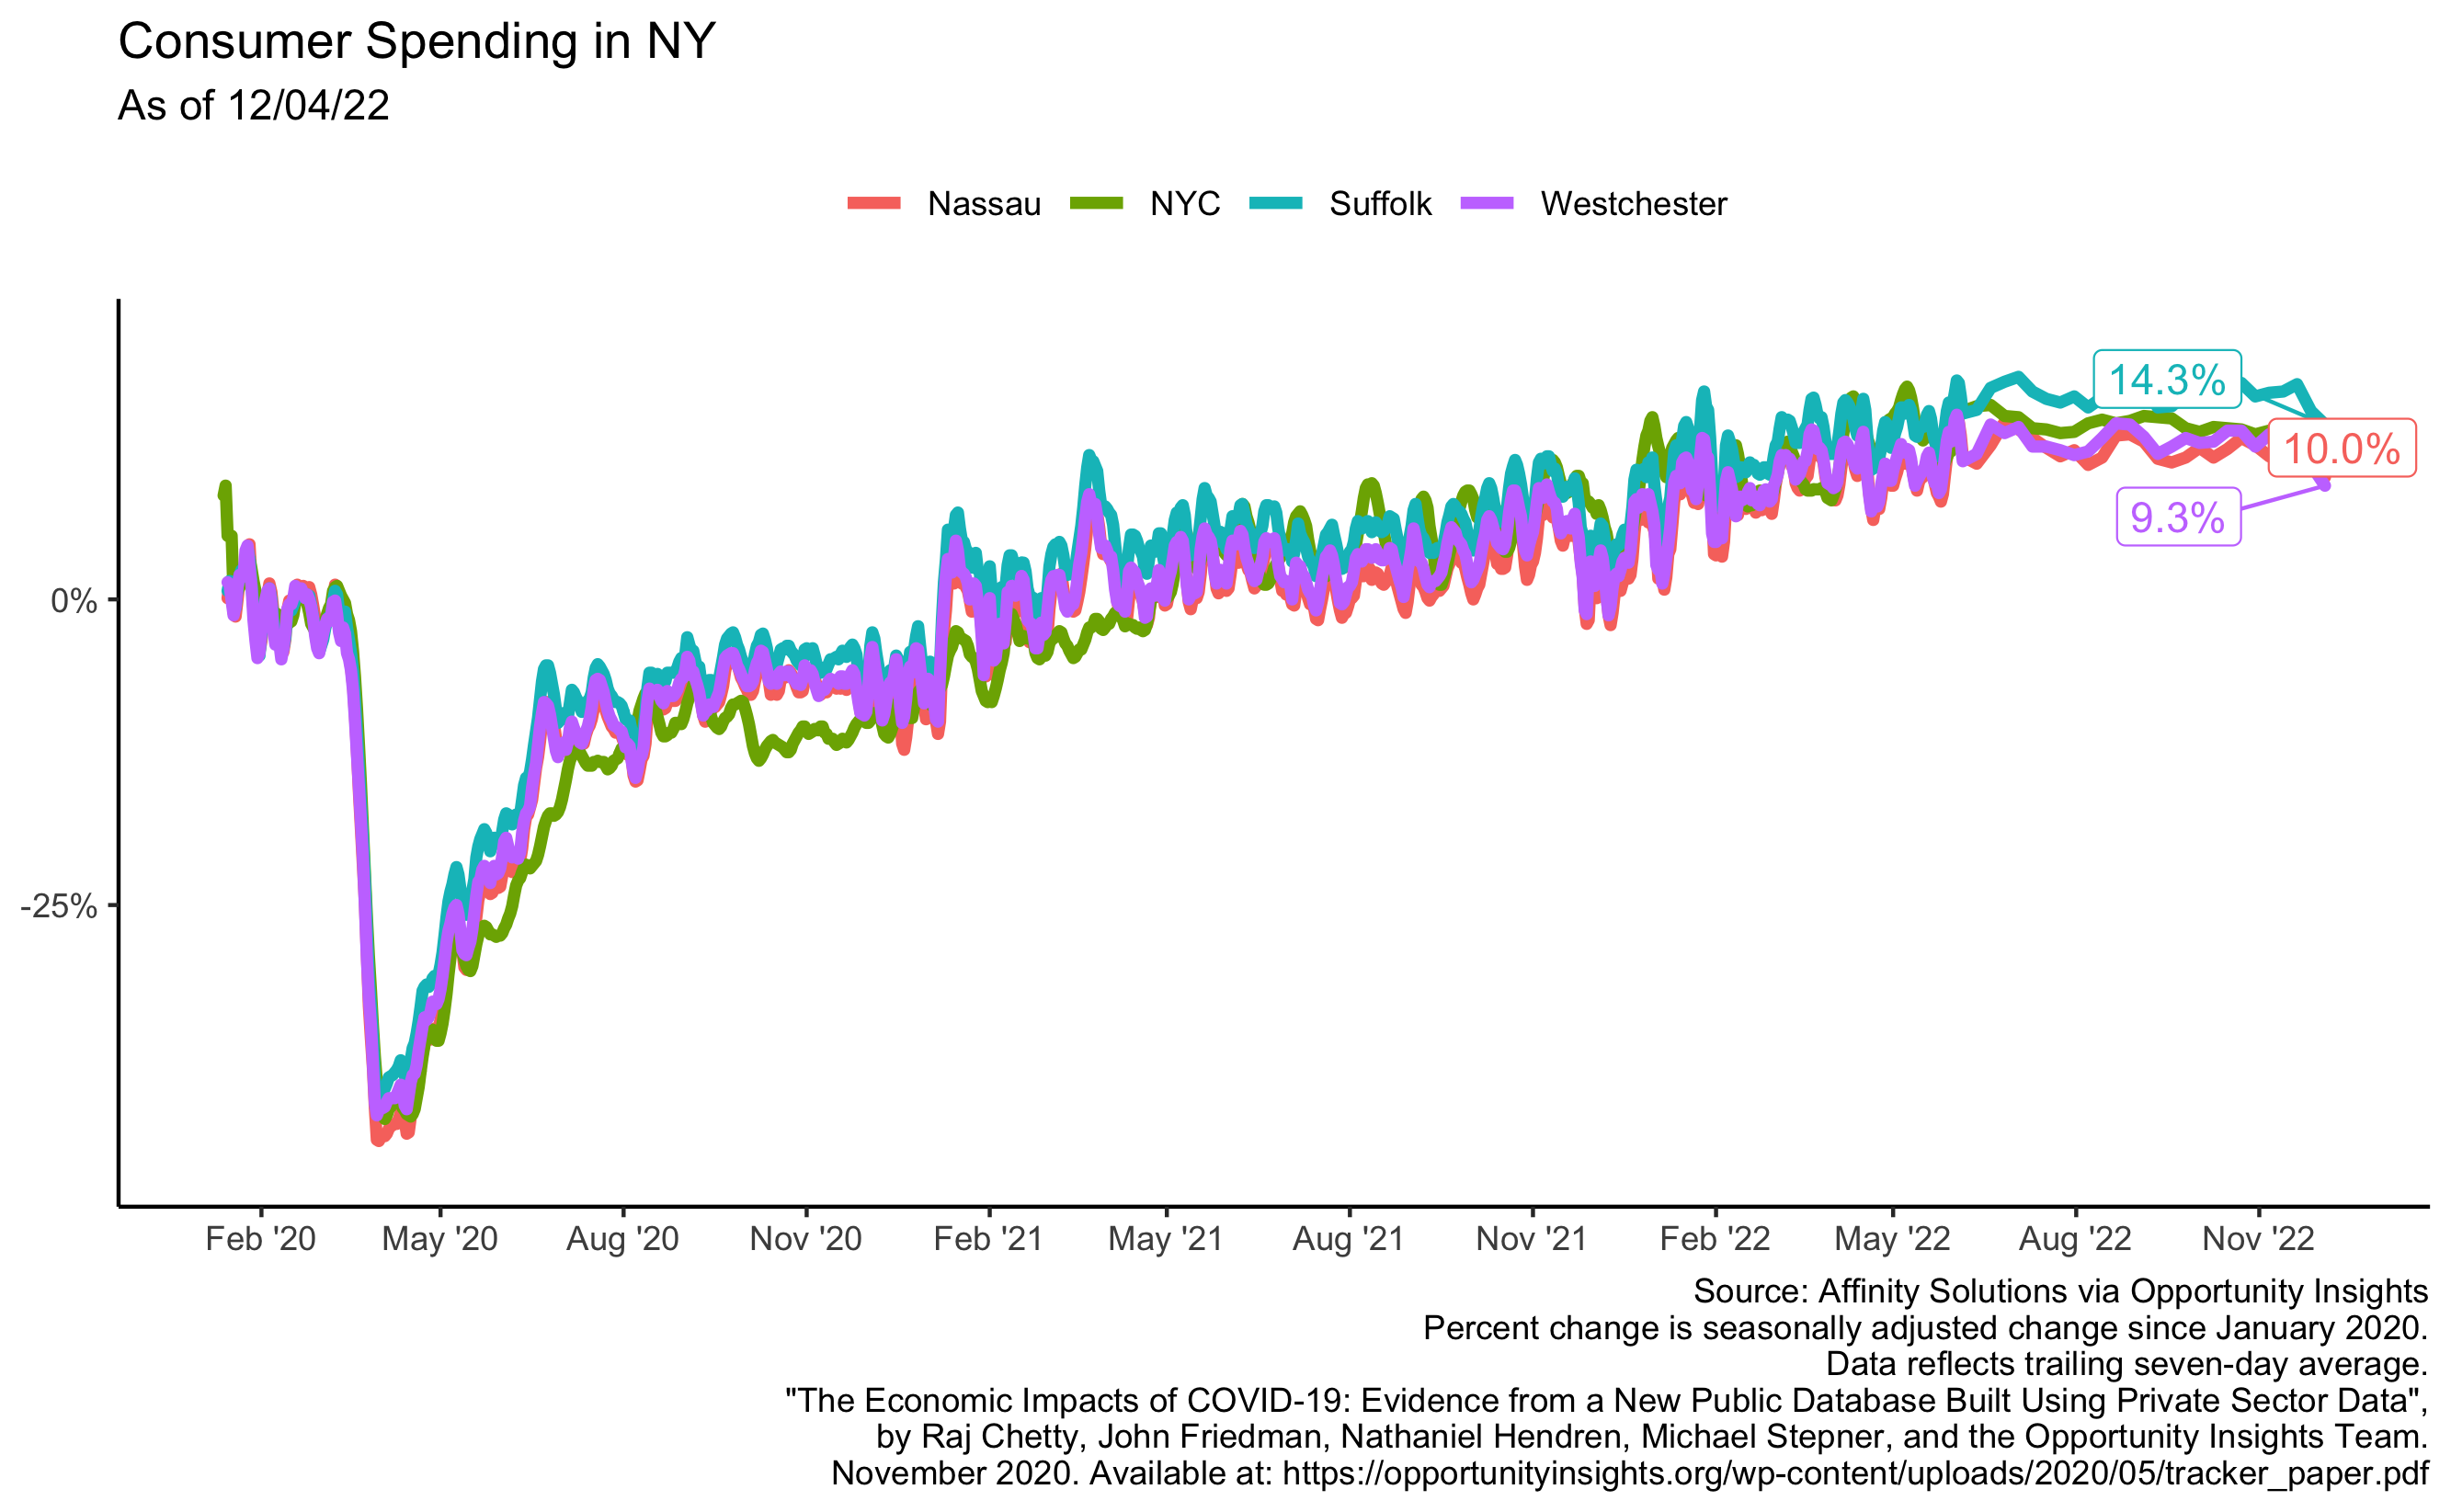 Consumer Spending in NY
As of 12/04/22
Nassau NYC Suffolk Westchester
14.3%
10.0%
9.3%
0%
-25%
Feb '20 May '20 Aug '20 Nov '20 Feb '21 May '21 Aug '21 Nov '21 Feb '22 May '22 Aug '22 Nov '22
Source: Affinity Solutions via Opportunity Insights
Percent change is seasonally adjusted change since January 2020.
Data reflects trailing seven-day average.
"The Economic Impacts of COVID-19: Evidence from a New Public Database Built Using Private Sector Data",
by Raj Chetty, John Friedman, Nathaniel Hendren, Michael Stepner, and the Opportunity Insights Team.
November 2020. Available at: https://opportunityinsights.org/wp-content/uploads/2020/05/tracker_paper.pdf